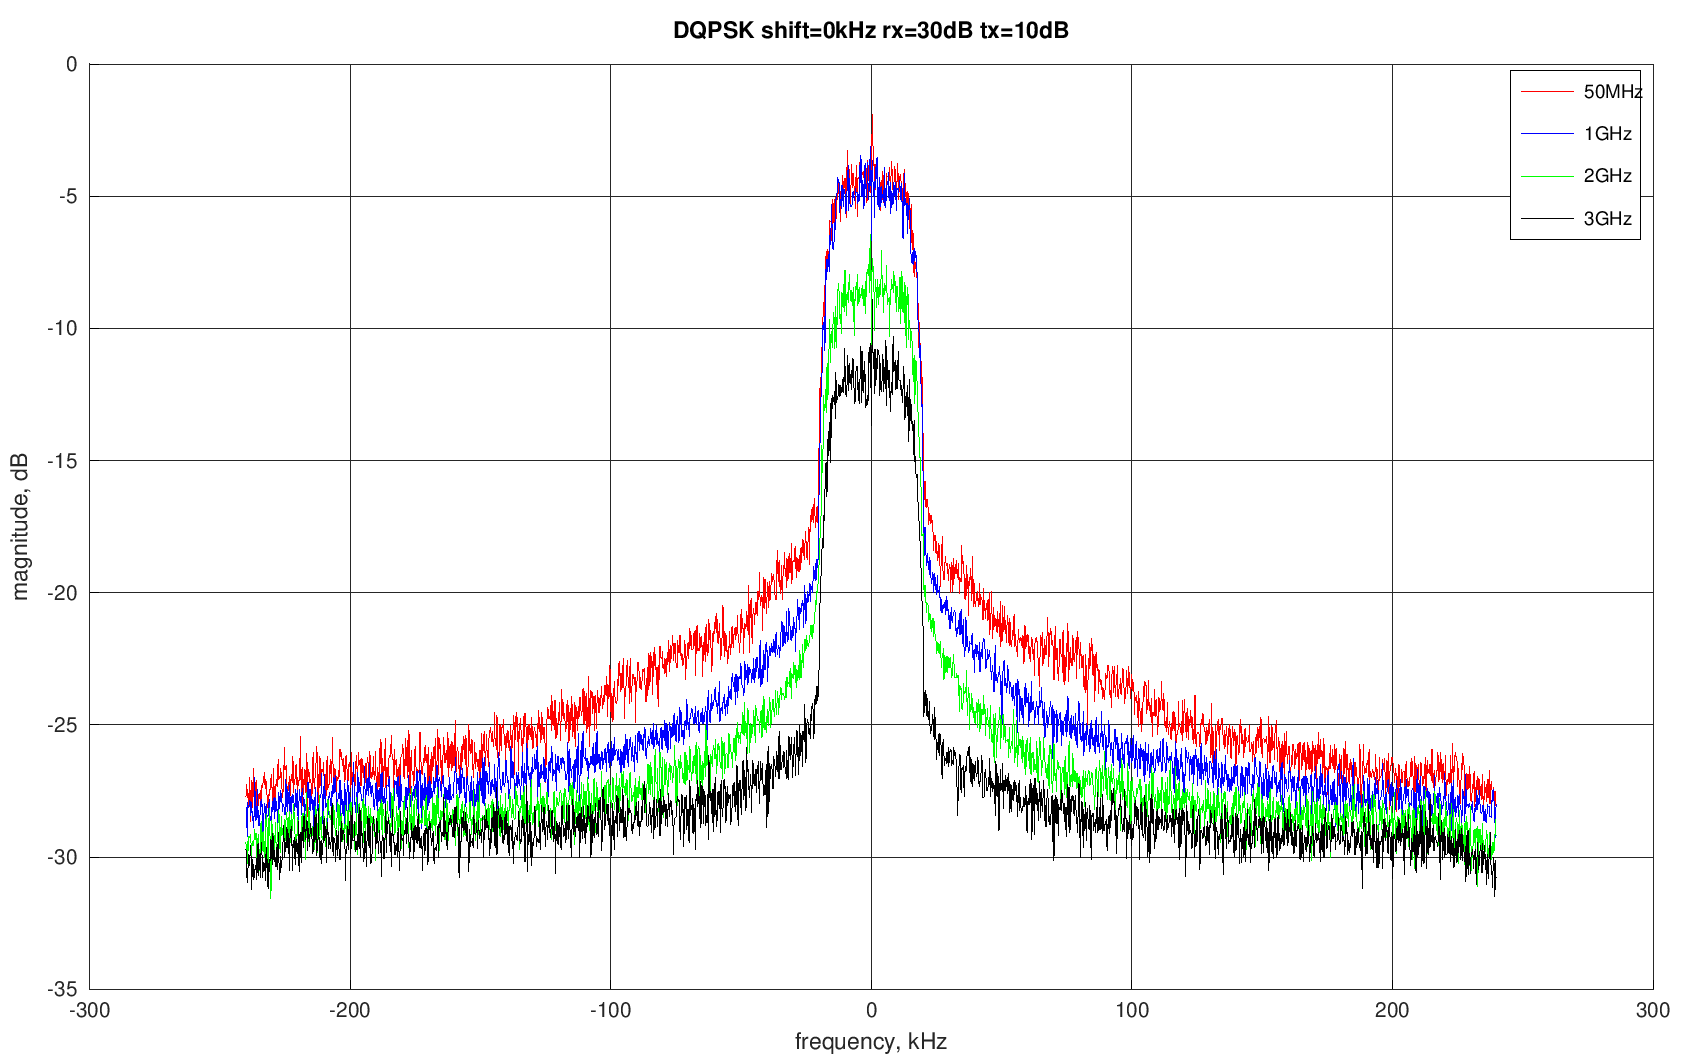 DQPSK shift=0kHz rx=30dB tx=10dB
0
-5
-10
-15
-20
-25
-30
-35
magnitude, dB
50MHz
1GHz
2GHz
3GHz
-300 -200 -100 0 100 200 300
frequency, kHz